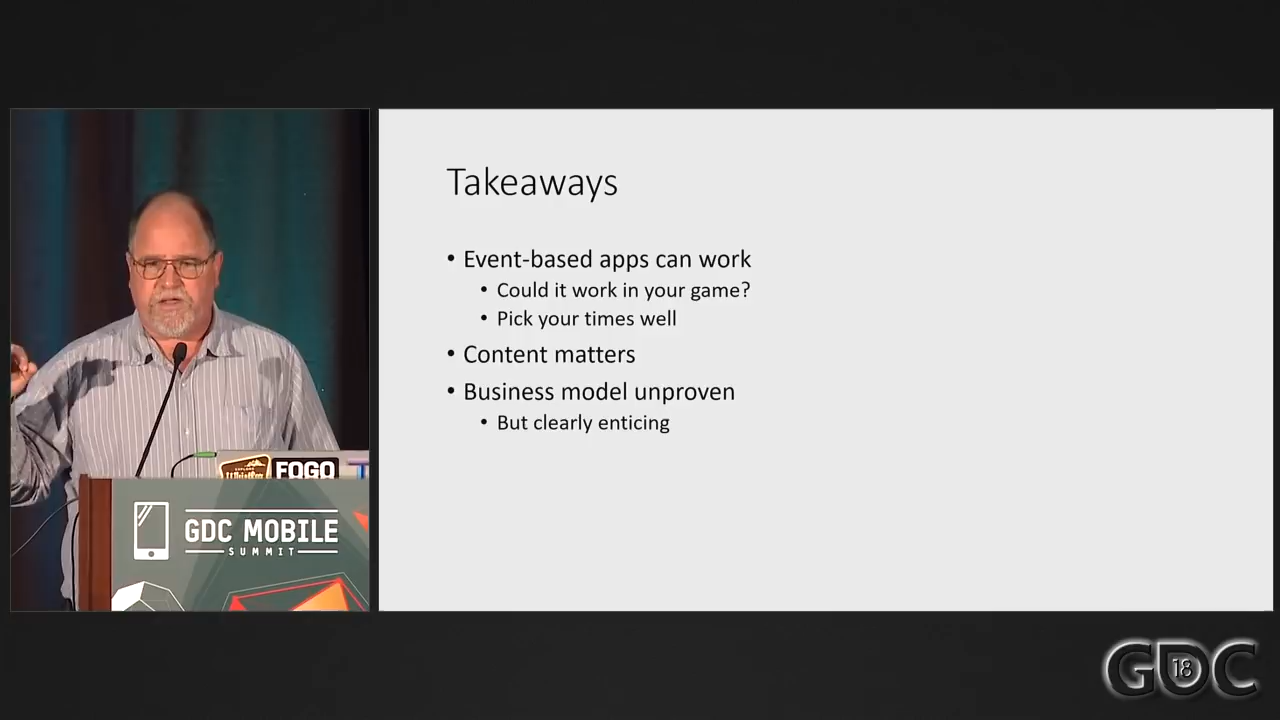 Takeaways
• Event-based apps can work
• Could it work in your game?
• Pick your times well
• Content matters
• Business model unproven
• But clearly enticing
FOGO
GDC MOBILE
SUMMIT
GDC
18